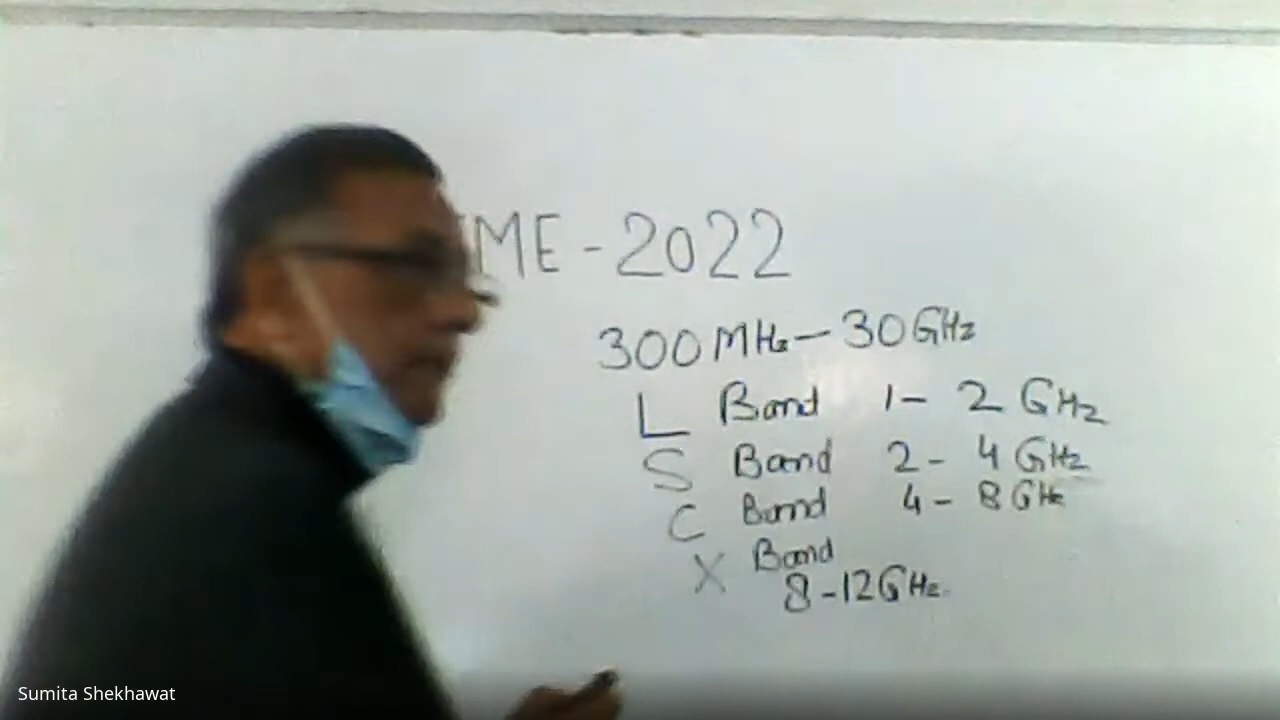 ME-2022
300MHz-30GHz
L Band 1-2 GHz
S Band 2-4 GHz
C Band 4-8 GHz
X Band
8-12GHz.
Sumita Shekhawat